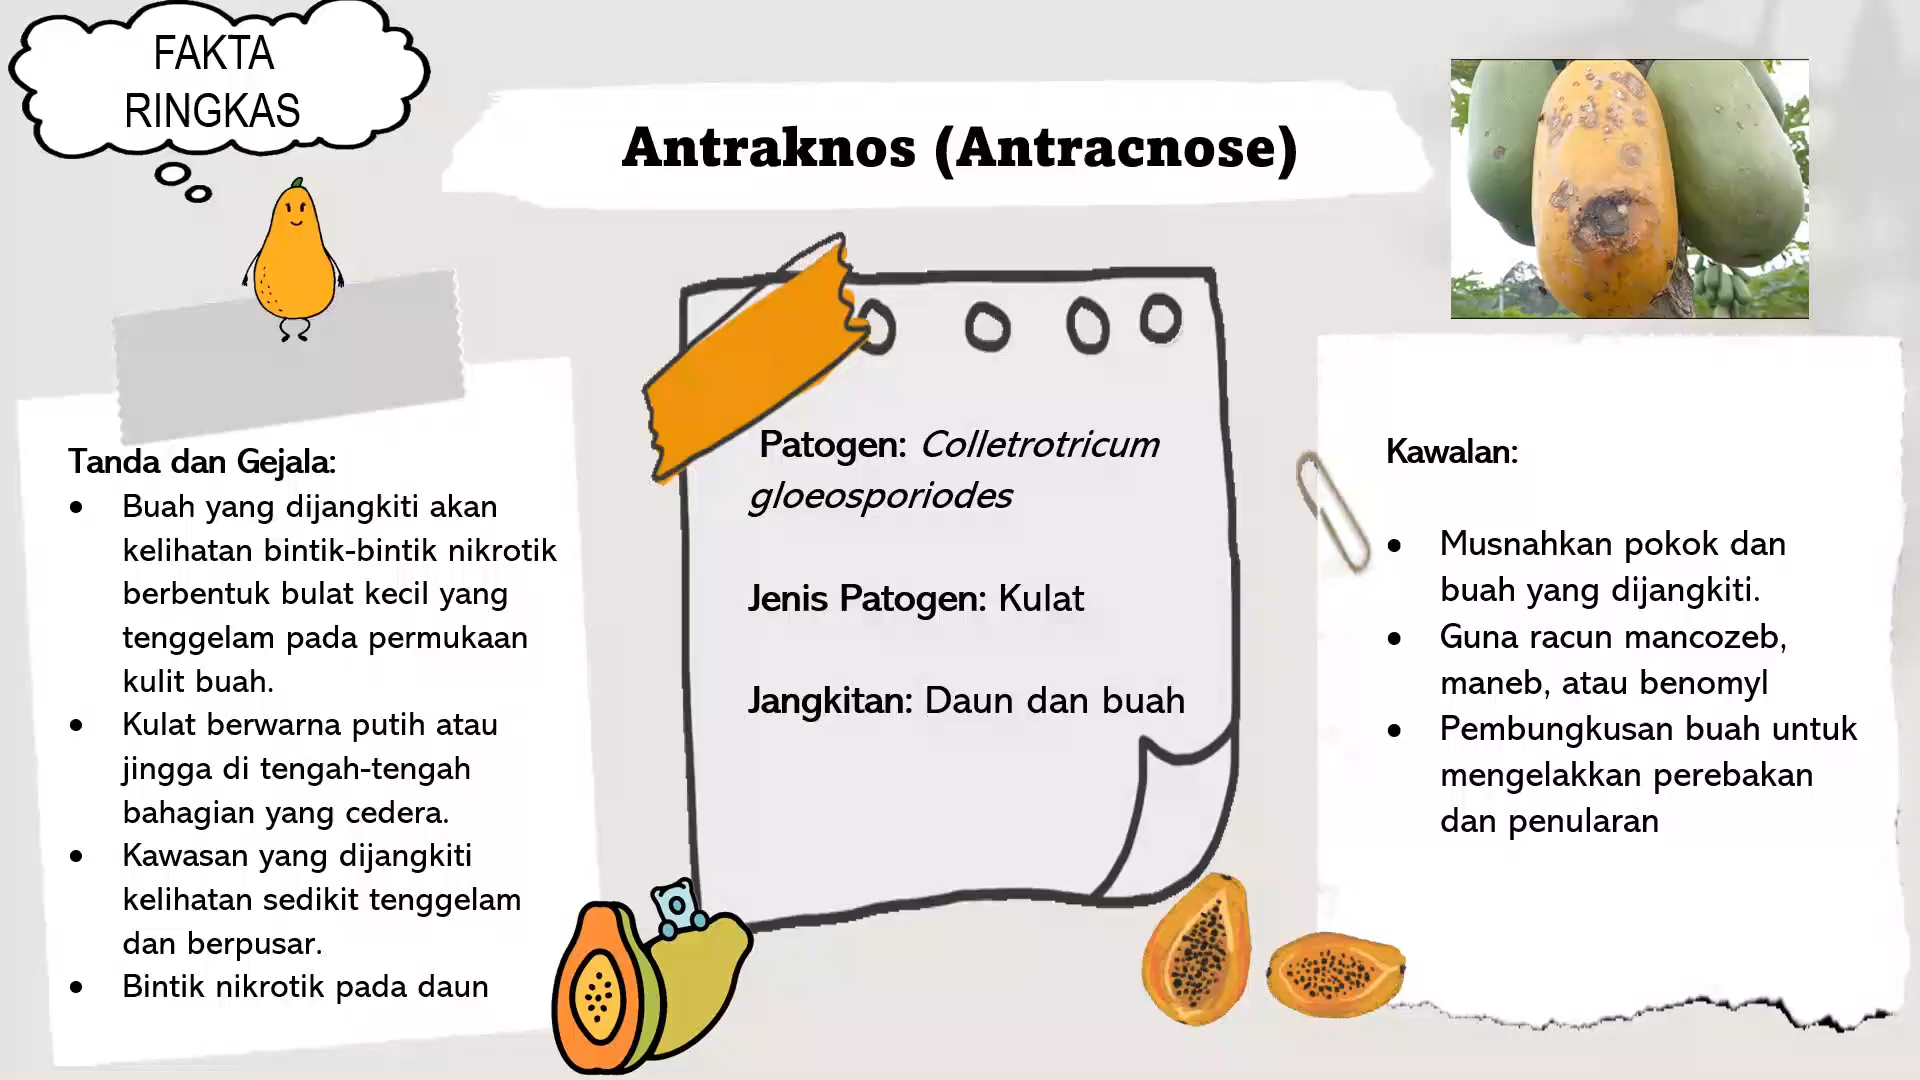 FAKTA
RINGKAS
Antraknos (Antracnose)
Tanda dan Gejala:
• Buah yang dijangkiti akan
kelihatan bintik-bintik nikrotik
berbentuk bulat kecil yang
tenggelam pada permukaan
kulit buah.
• Kulat berwarna putih atau
jingga di tengah-tengah
bahagian yang cedera.
• Kawasan yang dijangkiti
kelihatan sedikit tenggelam
dan berpusar.
• Bintik nikrotik pada daun
Patogen: Colletrotricum
gloeosporiodes
Jenis Patogen: Kulat
Jangkitan: Daun dan buah
Kawalan:
• Musnahkan pokok dan
buah yang dijangkiti.
• Guna racun mancozeb,
maneb, atau benomyl
• Pembungkusan buah untuk
mengelakkan perebakan
dan penularan